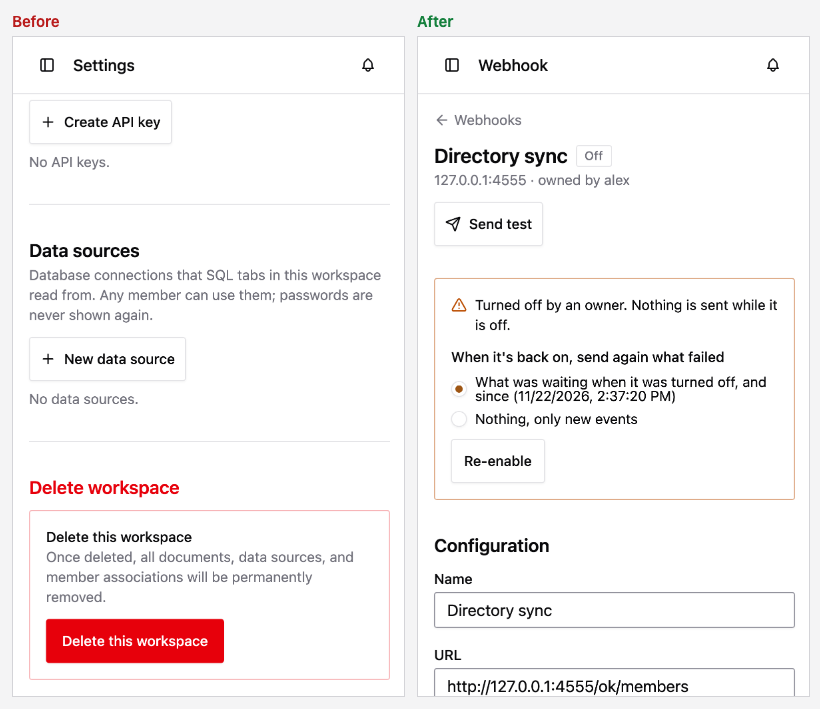 Before
Settings
Create API key
No API keys.
Data sources
Database connections that SQL tabs in this workspace
read from. Any member can use them; passwords are
never shown again.
New data source
No data sources.
Delete workspace
Delete this workspace
Once deleted, all documents, data sources, and
member associations will be permanently
removed.
Delete this workspace
After
Webhook
Webhooks
Directory sync Off
127.0.0.1:4555 · owned by alex
Send test
Turned off by an owner. Nothing is sent while it
is off.
When it's back on, send again what failed
What was waiting when it was turned off, and
since (11/22/2026, 2:37:20 PM)
Nothing, only new events
Re-enable
Configuration
Name
Directory sync
URL
http://127.0.0.1:4555/ok/members